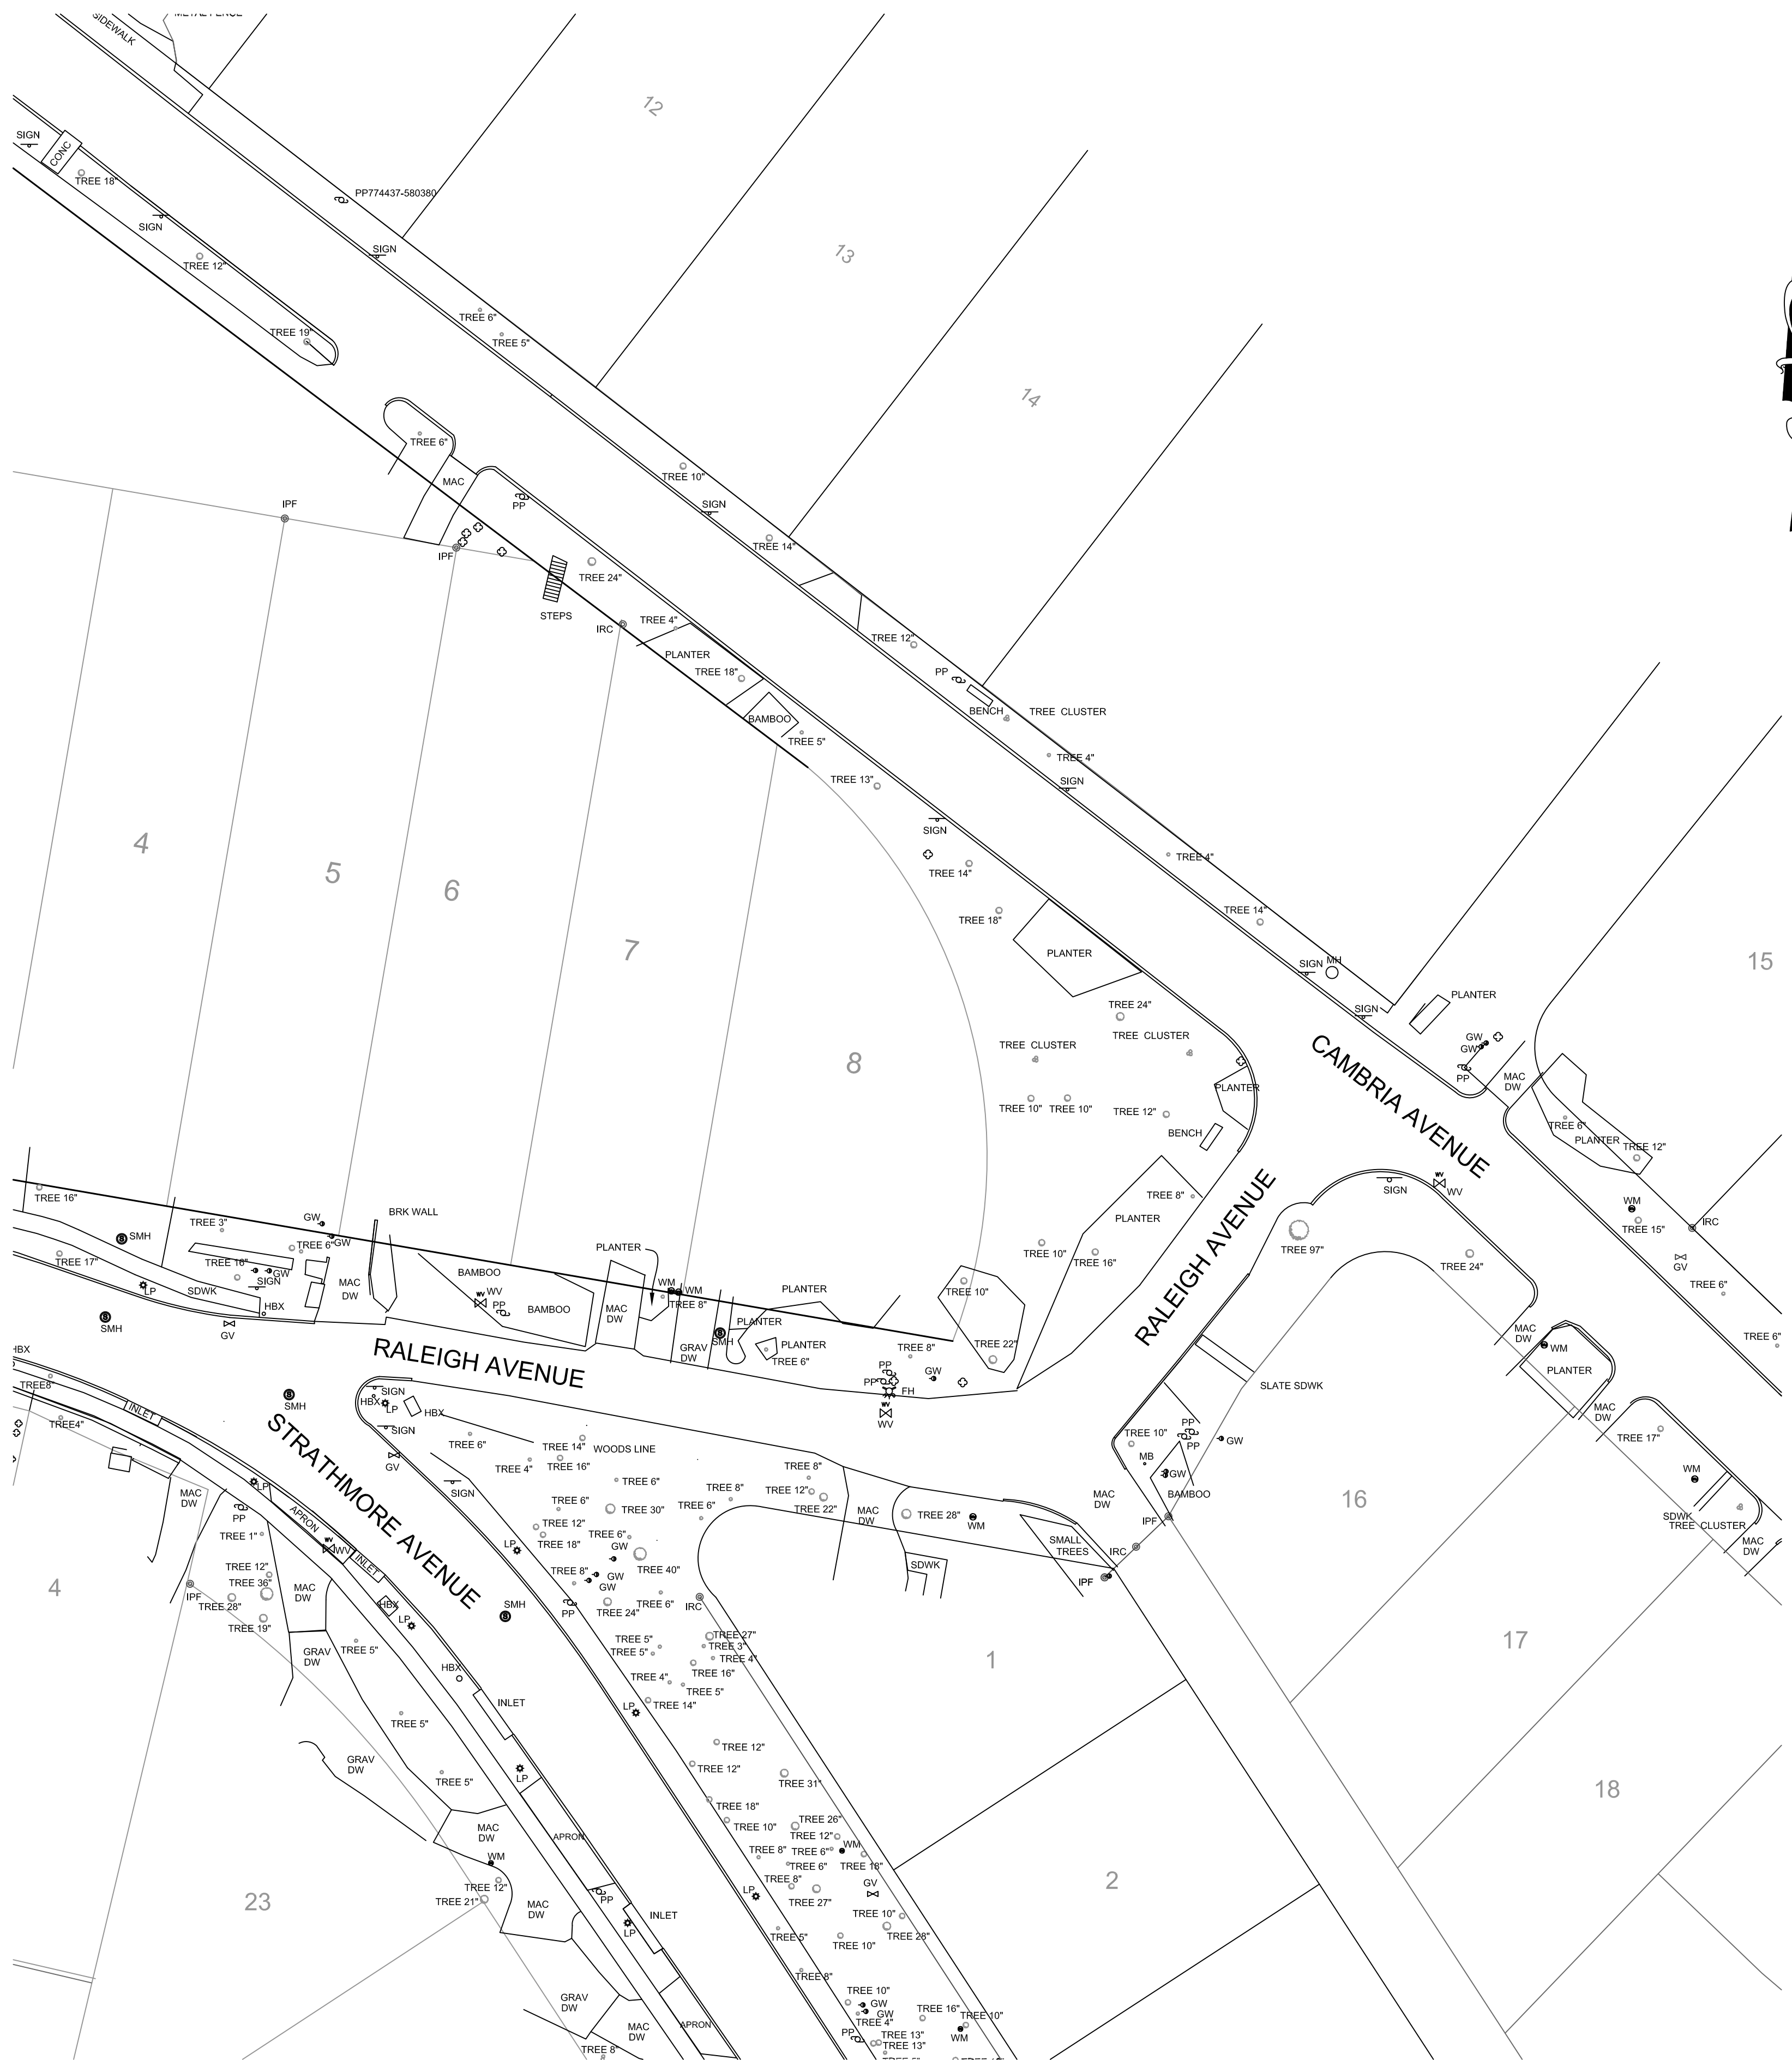 METAL FENCE
SIDEWALK
12
SIGN
CONC
TREE 18"
PP774437-580380
SIGN
13
SIGN
TREE 12"
TREE 6"
TREE 19"
TREE 5"
14
TREE 6"
TREE 10"
MAC
IPF
PP
SIGN
TREE 14"
IPF
TREE 24"
STEPS
IRC
TREE 4"
TREE 12"
PLANTER
TREE 18"
PP
BENCH
TREE CLUSTER
BAMBOO
TREE 5"
TREE 4"
TREE 13"
SIGN
SIGN
4
5
6
7
TREE 14"
TREE 4"
TREE 18"
TREE 14"
PLANTER
SIGN
MH
15
TREE 24"
SIGN
PLANTER
TREE CLUSTER
TREE CLUSTER
8
GW
GW
CAMBRIA AVENUE
PP
MAC
DW
PLANTER
TREE 10"
TREE 10"
TREE 12"
TREE 6"
BENCH
PLANTER
TREE 12"
TREE 16"
TREE 8"
RALEIGH AVENUE
SIGN
WV
WV
WM
BRK WALL
GW
TREE 3"
SMH
TREE 6"
GW
PLANTER
TREE 15"
IRC
PLANTER
TREE 10"
TREE 16"
TREE 97"
TREE 17"
TREE 16"
GW
SIGN
MAC
DW
BAMBOO
TREE 24"
GV
LP
SDWK
HBX
WV
WV
PP
BAMBOO
MAC
DW
WM
WM
TREE 8"
PLANTER
TREE 10"
TREE 6"
SMH
GV
PLANTER
SMH
PLANTER
TREE 6"
GRAV
DW
TREE 22"
MAC
DW
WM
TREE 6"
RALEIGH AVENUE
TREE 8"
PP
PP
GW
FH
PLANTER
SLATE SDWK
HBX
TREE8"
INLET
SMH
SIGN
HBX
LP
HBX
WV
WV
MAC
DW
TREE4"
STRATHMORE AVENUE
SIGN
GV
TREE 6"
TREE 14"
WOODS LINE
TREE 4"
TREE 16"
TREE 10"
MB
PP
PP
GW
TREE 17"
SIGN
TREE 6"
TREE 8"
TREE 8"
TREE 12"
TREE 22"
GW
BAMBOO
WM
LP
MAC
DW
PP
APRON
TREE 6"
TREE 30"
TREE 6"
MAC
DW
TREE 28"
WM
MAC
DW
IPF
16
SDWK
TREE CLUSTER
TREE 1"
WV
WV
INLET
TREE 12"
TREE 18"
LP
TREE 6"
GW
SMALL
TREES
IRC
MAC
DW
TREE 12"
TREE 36"
4
IPF
TREE 28"
MAC
DW
TREE 8"
GW
GW
TREE 40"
SDWK
IPF
TREE 19"
HBX
LP
SMH
PP
TREE 24"
TREE 6"
IRC
GRAV
DW
TREE 5"
TREE 5"
TREE 5"
TREE 27"
TREE 3"
TREE 4"
1
17
HBX
TREE 4"
TREE 16"
TREE 5"
INLET
LP
TREE 14"
TREE 5"
TREE 12"
GRAV
DW
TREE 5"
LP
TREE 12"
TREE 31"
18
TREE 18"
TREE 10"
TREE 26"
TREE 12"
MAC
DW
APRON
TREE 6"
WM
WM
TREE 8"
TREE 6"
TREE 18"
2
TREE 12"
TREE 21"
23
PP
LP
TREE 8"
TREE 27"
GV
MAC
DW
INLET
LP
TREE 5"
TREE 10"
TREE 28"
TREE 10"
TREE 8"
GRAV
DW
TREE 10"
GW
GW
TREE 4"
TREE 16"
TREE 10"
MAC
DW
APRON
PP
TREE 13"
TREE 13"
WM
TREE 8"